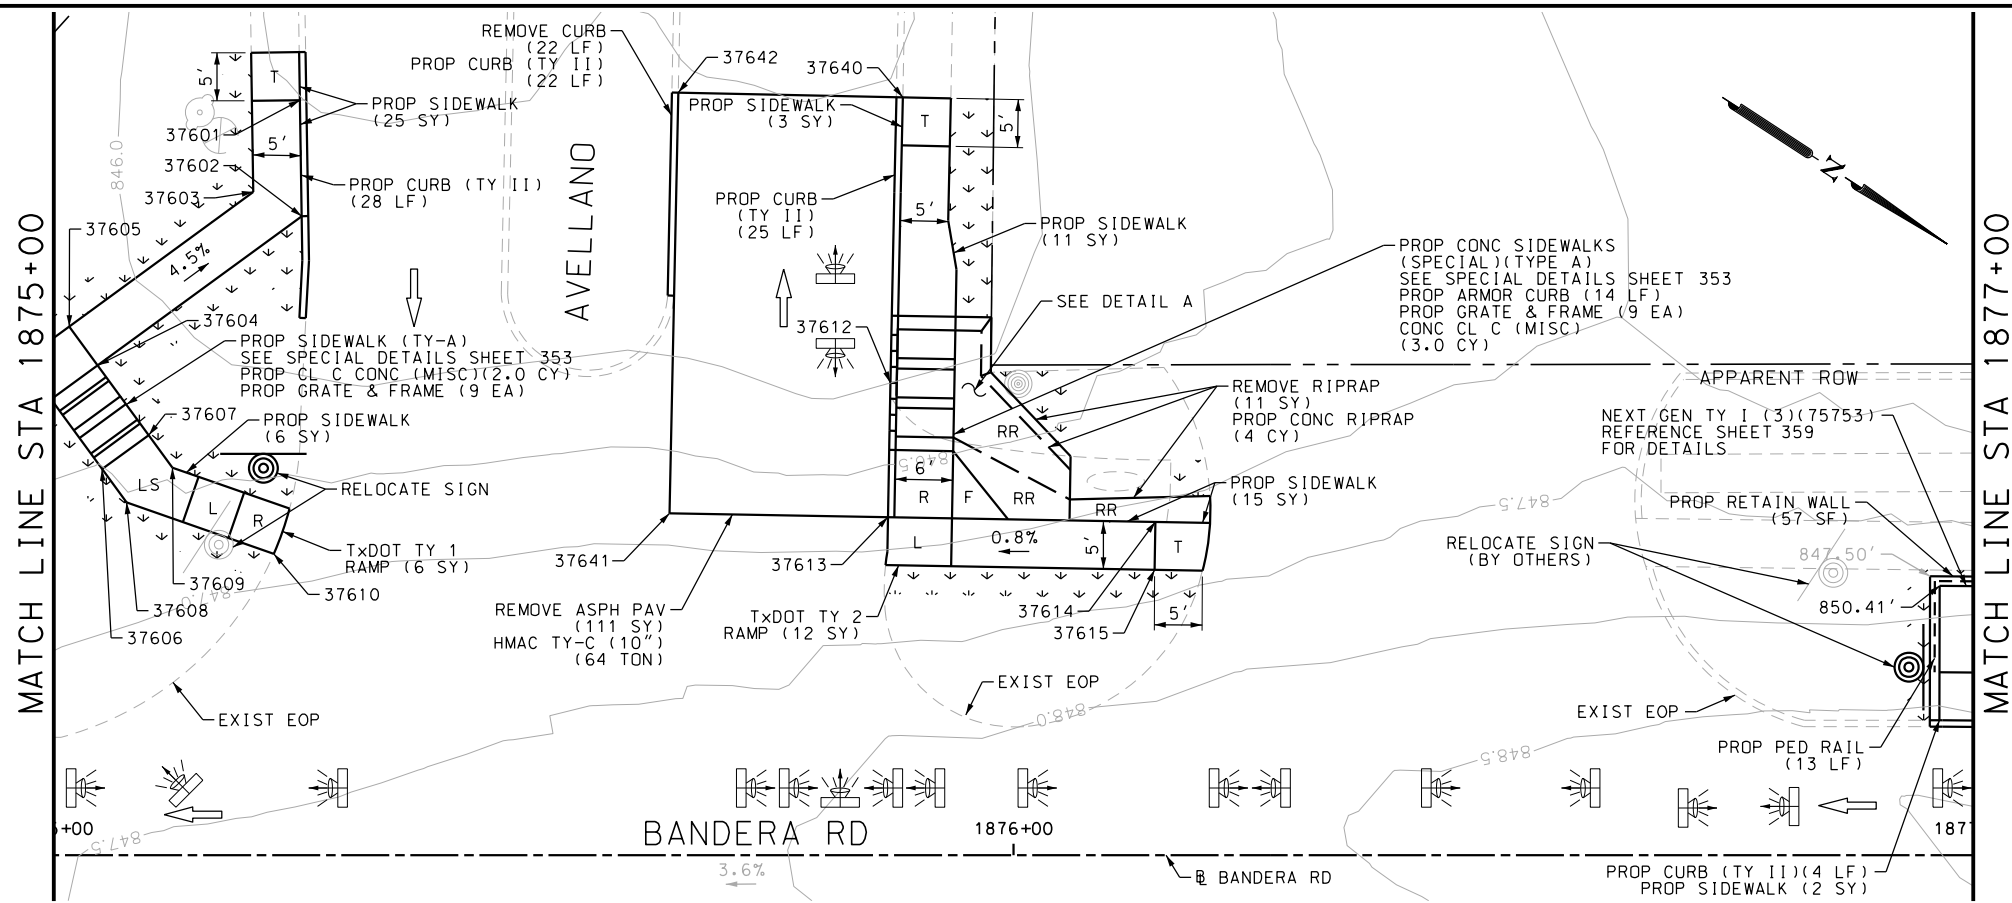 MATCH LINE STA 1875+00
MATCH LINE STA 1877+00
REMOVE CURB
(22 LF)
PROP CURB (TY II)
(22 LF)
37642
37640
T
5'
PROP SIDEWALK
(25 SY)
37601
5'
37602
37603
PROP CURB (TY II)
(28 LF)
846.0
37605
4.5%
AVELLANO
PROP SIDEWALK
(3 SY)
T
5'
PROP CURB
(TY II)
(25 LF)
5'
PROP SIDEWALK
(11 SY)
N
PROP CONC SIDEWALKS
(SPECIAL)(TYPE A)
SEE SPECIAL DETAILS SHEET 353
PROP ARMOR CURB (14 LF)
PROP GRATE & FRAME (9 EA)
CONC CL C (MISC)
(3.0 CY)
SEE DETAIL A
37604
PROP SIDEWALK (TY-A)
SEE SPECIAL DETAILS SHEET 353
PROP CL C CONC (MISC)(2.0 CY)
PROP GRATE & FRAME (9 EA)
37612
37607
PROP SIDEWALK
(6 SY)
REMOVE RIPRAP
(11 SY)
PROP CONC RIPRAP
(4 CY)
APPARENT ROW
NEXT GEN TY I (3)(75753)
REFERENCE SHEET 359
FOR DETAILS
RR
846.5
6'
LS
L
R
RELOCATE SIGN
R
F
RR
RR
PROP SIDEWALK
(15 SY)
847.5
PROP RETAIN WALL
(57 SF)
TxDOT TY 1
RAMP (6 SY)
37641
37613
L
0.8%
5'
T
RELOCATE SIGN
(BY OTHERS)
847.50'
850.41'
37609
847.0
37608
37610
37606
REMOVE ASPH PAV
(111 SY)
HMAC TY-C (10")
(64 TON)
TxDOT TY 2
RAMP (12 SY)
37614
37615
5'
EXIST EOP
EXIST EOP
848.0
EXIST EOP
848.5
PROP PED RAIL
(13 LF)
+00
847.5
BANDERA RD
1876+00
187
3.6%
BANDERA RD
PROP CURB (TY II)(4 LF)
PROP SIDEWALK (2 SY)